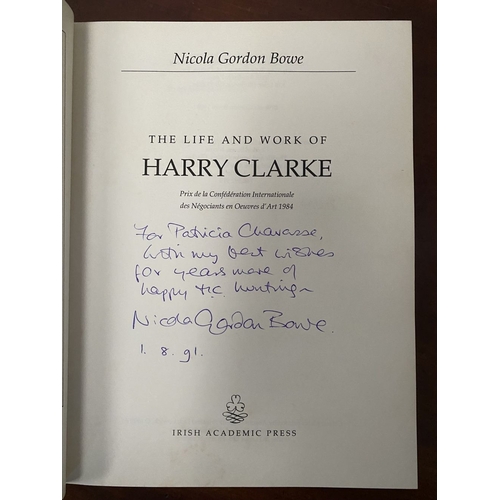 Nicola Gordon Bowe
THE LIFE AND WORK OF
HARRY CLARKE
Prix de la Confédération Internationale
des Négociants en Oeuvres d'Art 1984
For Patricia Chavasse,
With my best wishes
for years more of
happy H.C. hunting -
Nicola Gordon Bowe.
1. 8. 91.
IRISH ACADEMIC PRESS